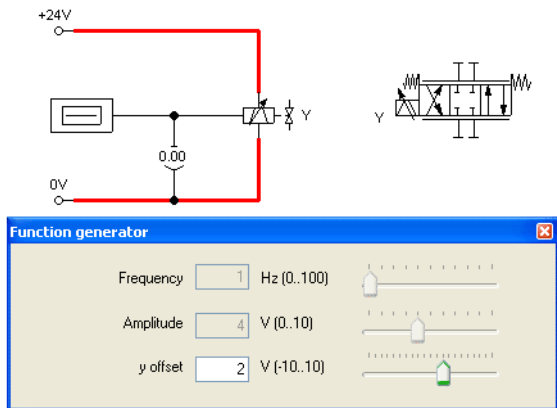 +24V
Y
Y
0.00
0V
Function generator
Frequency 1 Hz (0..100)
Amplitude 4 V (0..10)
y offset 2 V (-10..10)